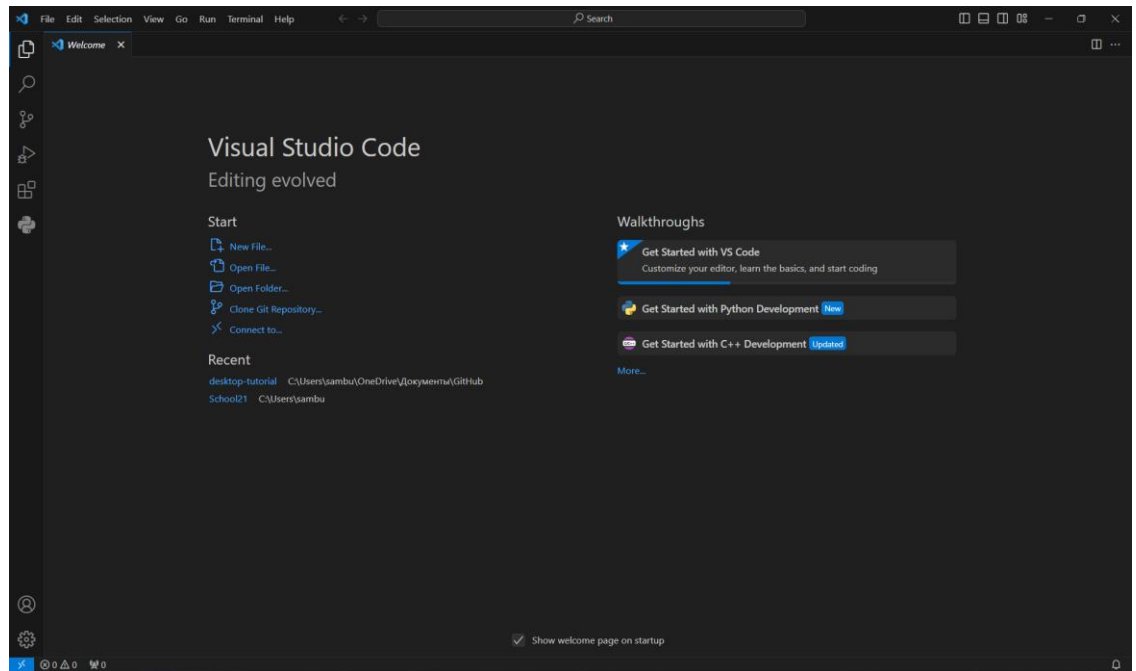 File Edit Selection View Go Run Terminal Help Search
Welcome
Visual Studio Code
Editing evolved
Start
New File...
Open File...
Open Folder...
Clone Git Repository...
Connect to...
Recent
desktop-tutorial C:\Users\sambu\OneDrive\Документы\GitHub
School21 C:\Users\sambu
Walkthroughs
Get Started with VS Code
Customize your editor, learn the basics, and start coding
Get Started with Python Development New
Get Started with C++ Development Updated
More...
Show welcome page on startup
0 0 0